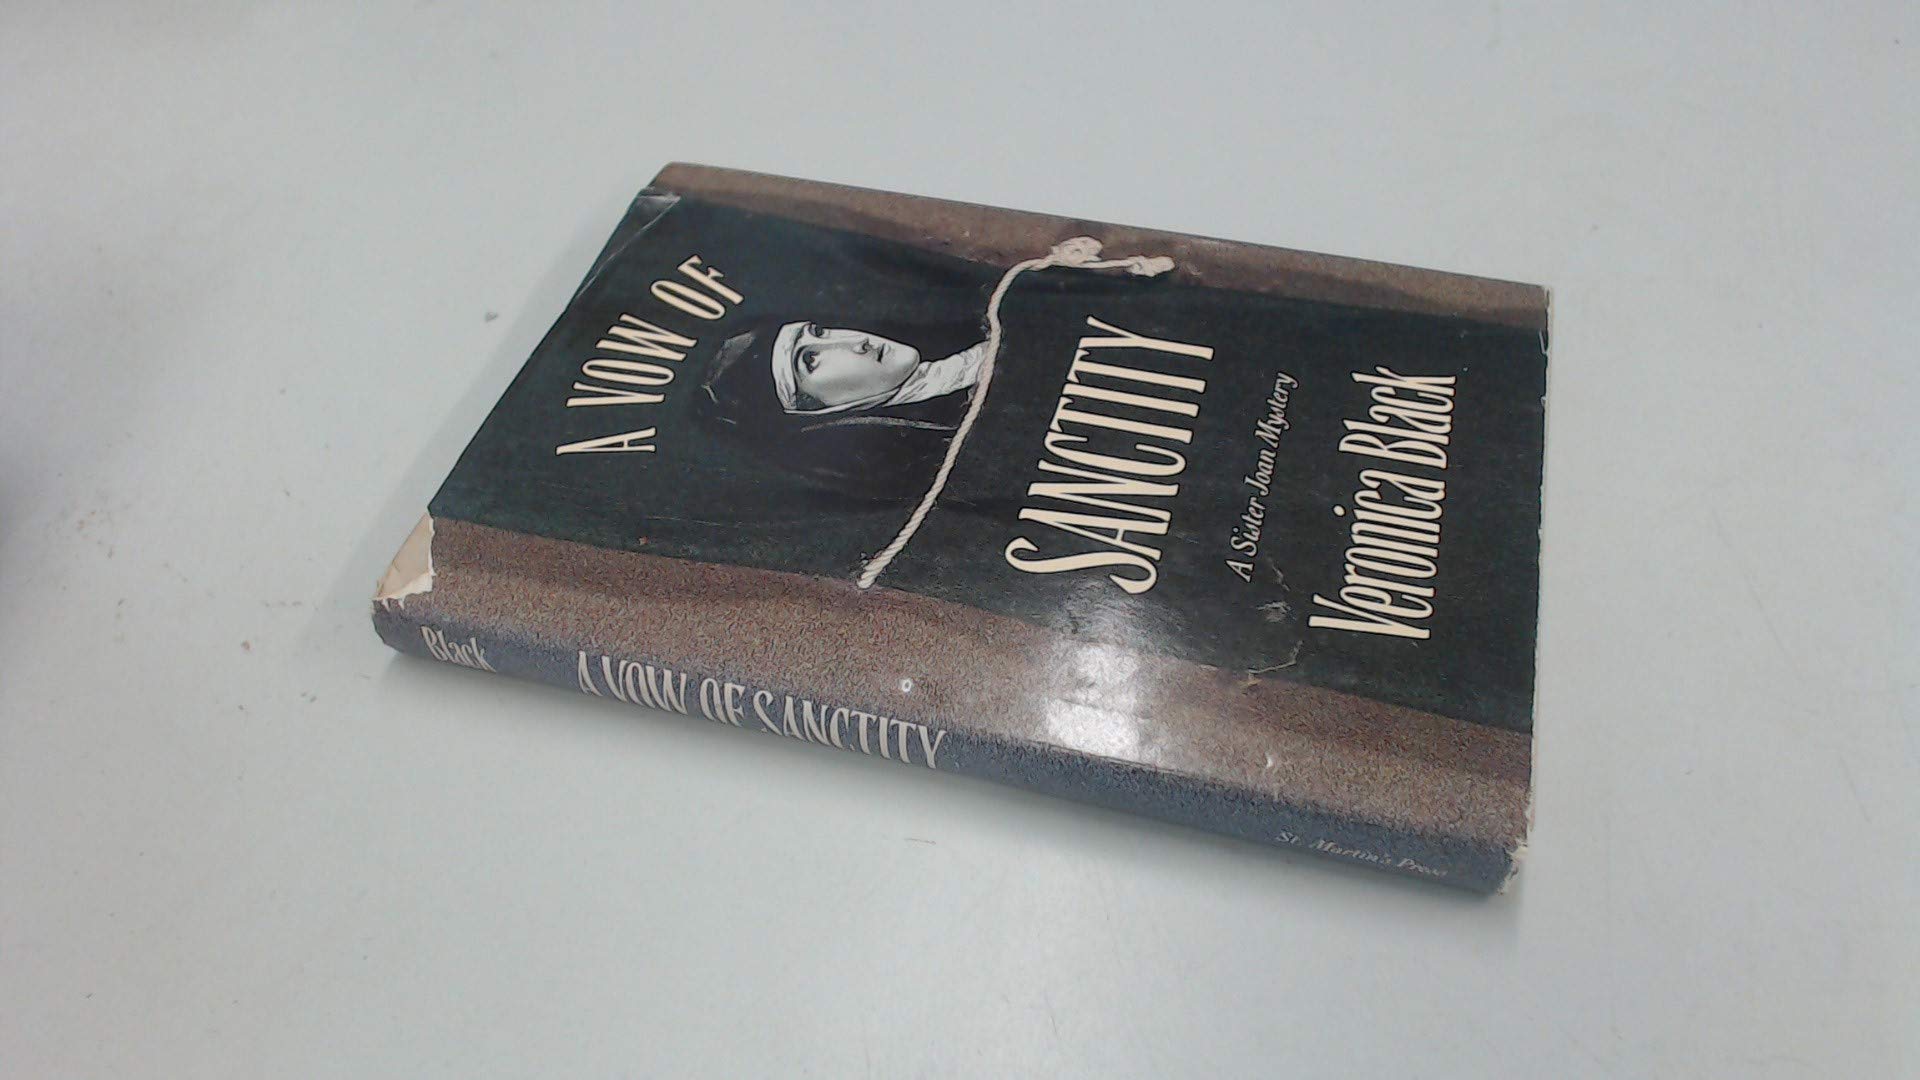 A VOW OF
SANCTITY
A Sister Joan Mystery
Veronica Black
Black
A VOW OF SANCTITY
St. Martin's Press